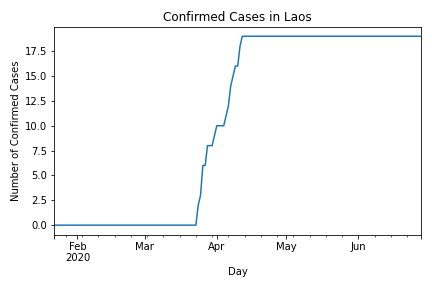 Confirmed Cases in Laos
Number of Confirmed Cases
17.5
15.0
12.5
10.0
7.5
5.0
2.5
0.0
Feb Mar Apr May Jun
2020
Day